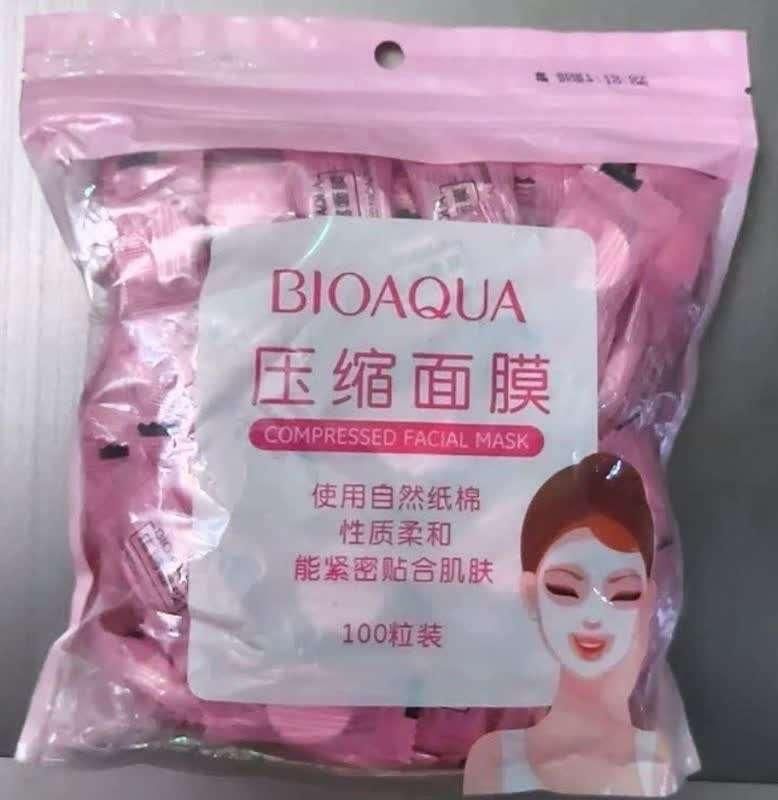 BIOAQUA
压缩面膜
COMPRESSED FACIAL MASK
使用自然纸棉
性质柔和
能紧密贴合肌肤
100粒装